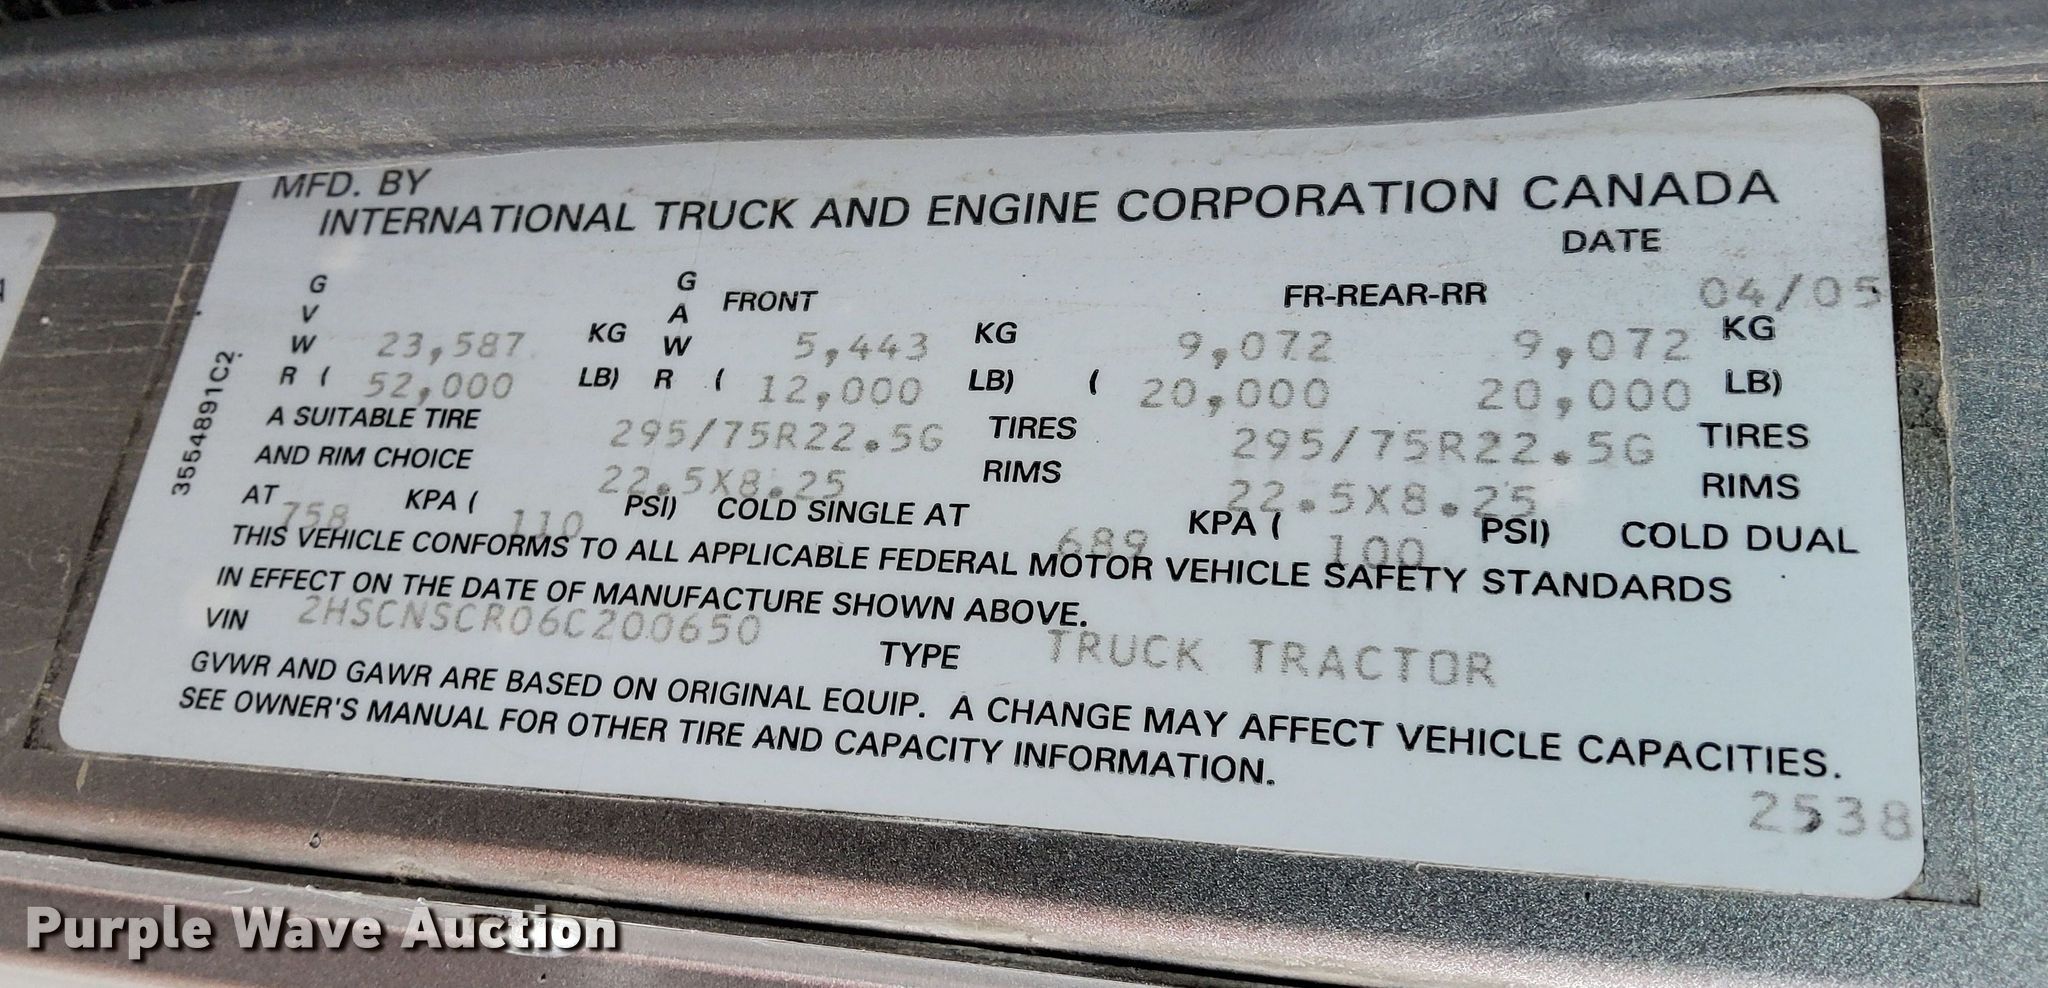 MFD. BY
INTERNATIONAL TRUCK AND ENGINE CORPORATION CANADA
DATE
G G FRONT FR-REAR-RR 04/05
V A
W 23,587 KG W 5,443 KG 9,072 9,072 KG
R ( 52,000 LB) R ( 12,000 LB) ( 20,000 20,000 LB)
A SUITABLE TIRE 295/75R22.5G TIRES 295/75R22.5G TIRES
AND RIM CHOICE 22.5X8.25 RIMS 22.5X8.25 RIMS
AT 758 KPA ( 110 PSI) COLD SINGLE AT 689 KPA ( 100 PSI) COLD DUAL
THIS VEHICLE CONFORMS TO ALL APPLICABLE FEDERAL MOTOR VEHICLE SAFETY STANDARDS
IN EFFECT ON THE DATE OF MANUFACTURE SHOWN ABOVE.
VIN 2HSCNSCR06C200650 TYPE TRUCK TRACTOR
GVWR AND GAWR ARE BASED ON ORIGINAL EQUIP. A CHANGE MAY AFFECT VEHICLE CAPACITIES.
SEE OWNER'S MANUAL FOR OTHER TIRE AND CAPACITY INFORMATION.
2538
3554891C2
Purple Wave Auction